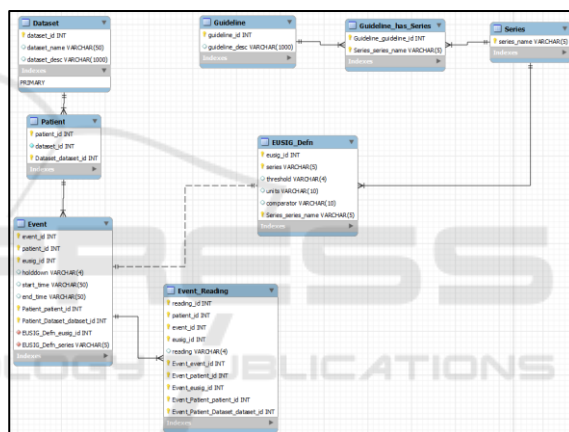 Dataset
dataset_id INT
dataset_name VARCHAR(50)
dataset_desc VARCHAR(1000)
Indexes
PRIMARY
Guideline
guideline_id INT
guideline_desc VARCHAR(1000)
Indexes
Guideline_has_Series
Guideline_guideline_id INT
Series_series_name VARCHAR(5)
Indexes
Series
series_name VARCHAR(5)
Indexes
Patient
patient_id INT
dataset_id INT
Dataset_dataset_id INT
Indexes
EUSIG_Defn
eusig_id INT
series VARCHAR(5)
threshold VARCHAR(4)
units VARCHAR(10)
comparator VARCHAR(10)
Series_series_name VARCHAR(5)
Indexes
Event
event_id INT
patient_id INT
eusig_id INT
holddown VARCHAR(4)
start_time VARCHAR(50)
end_time VARCHAR(50)
Patient_patient_id INT
Patient_Dataset_dataset_id INT
EUSIG_Defn_eusig_id INT
EUSIG_Defn_series VARCHAR(5)
Indexes
Event_Reading
reading_id INT
patient_id INT
event_id INT
eusig_id INT
reading VARCHAR(4)
Event_event_id INT
Event_patient_id INT
Event_eusig_id INT
Event_Patient_patient_id INT
Event_Patient_Dataset_dataset_id INT
Indexes
PRESS
LOGY PUBLICATIONS